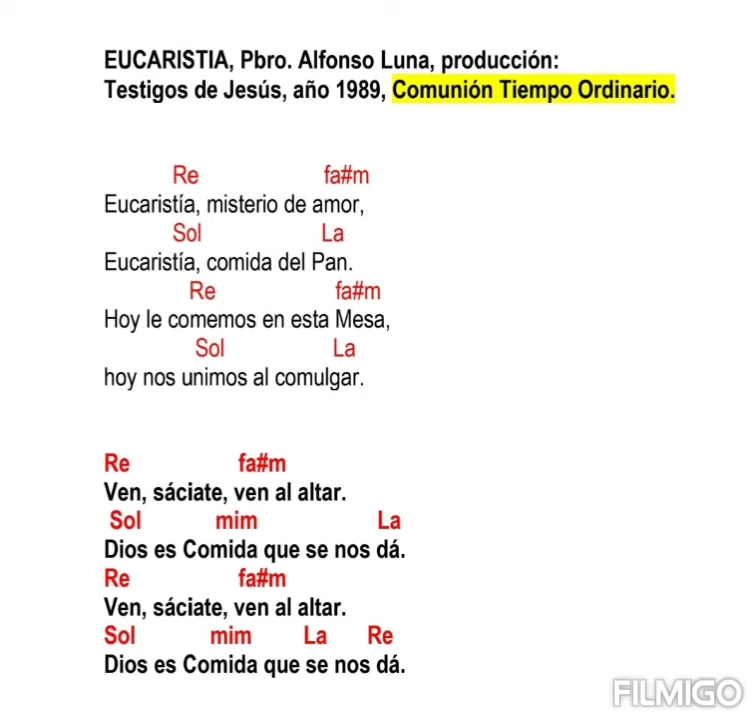 EUCARISTIA, Pbro. Alfonso Luna, producción:
Testigos de Jesús, año 1989, Comunión Tiempo Ordinario.
Re fa#m
Eucaristía, misterio de amor,
Sol La
Eucaristía, comida del Pan.
Re fa#m
Hoy le comemos en esta Mesa,
Sol La
hoy nos unimos al comulgar.
Re fa#m
Ven, sáciate, ven al altar.
Sol mim La
Dios es Comida que se nos dá.
Re fa#m
Ven, sáciate, ven al altar.
Sol mim La Re
Dios es Comida que se nos dá.
FILMIGO